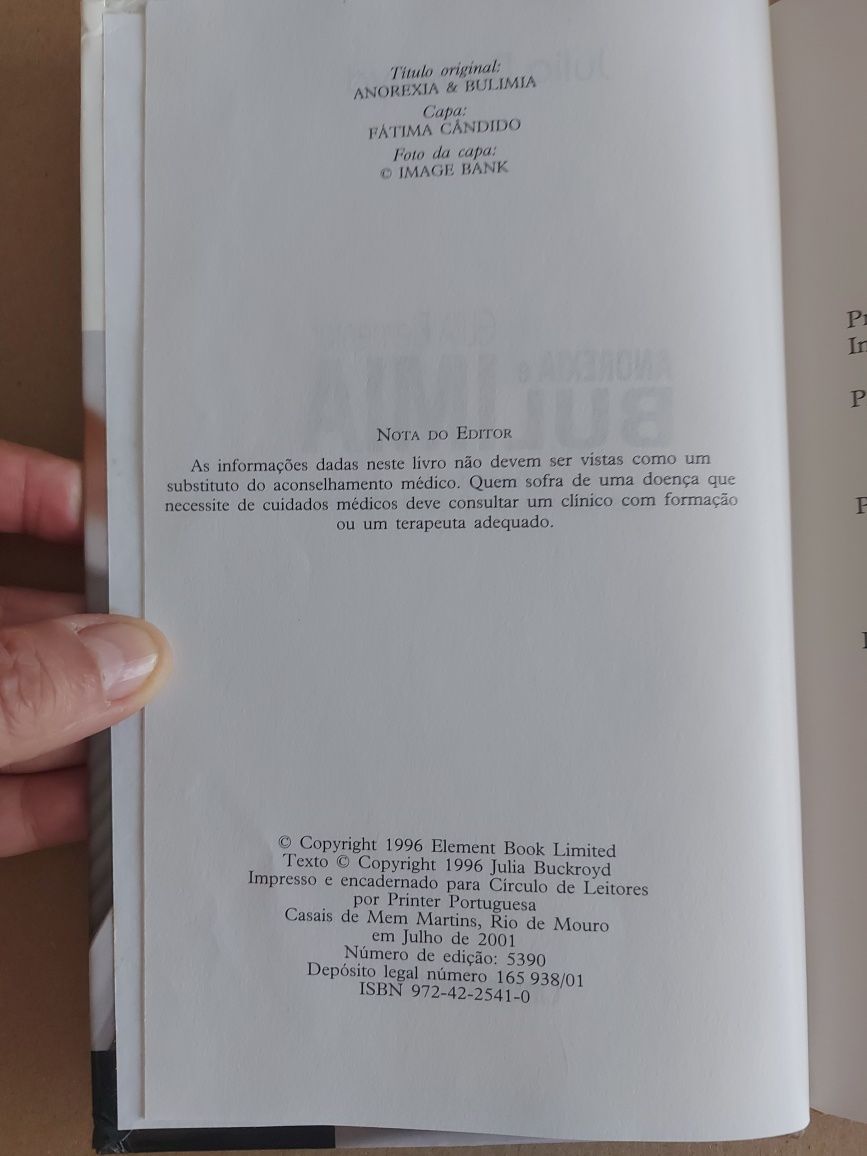 Título original:
ANOREXIA & BULIMIA
Capa:
FÁTIMA CÂNDIDO
Foto da capa:
© IMAGE BANK
ANOREXIA e
BULIMIA
NOTA DO EDITOR
As informações dadas neste livro não devem ser vistas como um
substituto do aconselhamento médico. Quem sofra de uma doença que
necessite de cuidados médicos deve consultar um clínico com formação
ou um terapeuta adequado.
© Copyright 1996 Element Book Limited
Texto © Copyright 1996 Julia Buckroyd
Impresso e encadernado para Círculo de Leitores
por Printer Portuguesa
Casais de Mem Martins, Rio de Mouro
em Julho de 2001
Número de edição: 5390
Depósito legal número 165 938/01
ISBN 972-42-2541-0